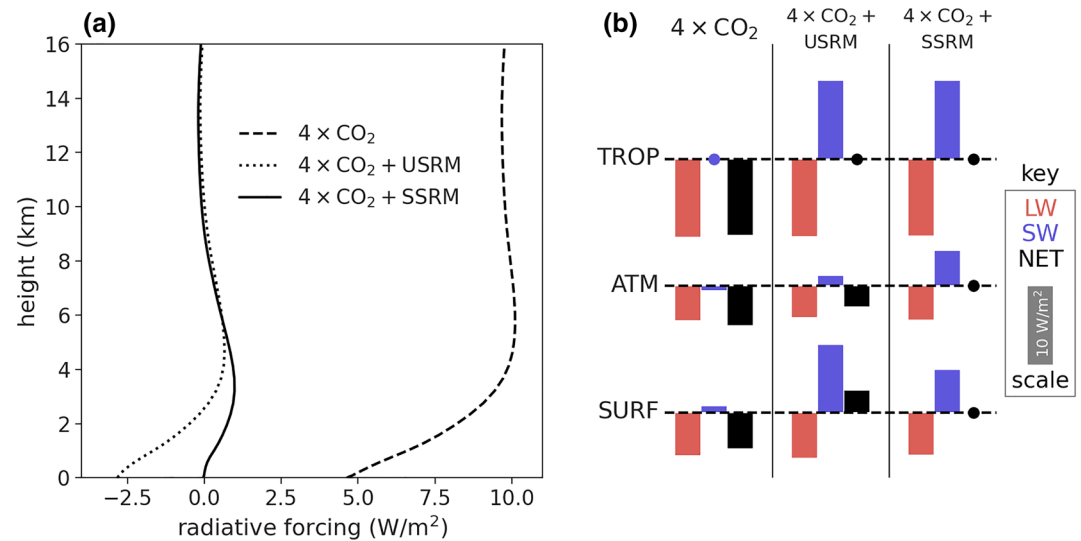 (a)
16
14
12
10
8
6
4
2
0
height (km)
4 × CO₂
4 × CO₂ + USRM
4 × CO₂ + SSRM
−2.5 0.0 2.5 5.0 7.5 10.0
radiative forcing (W/m²)
(b)
4 × CO₂
4 × CO₂ +
USRM
4 × CO₂ +
SSRM
TROP
ATM
SURF
key
LW
SW
NET
10 W/m²
scale